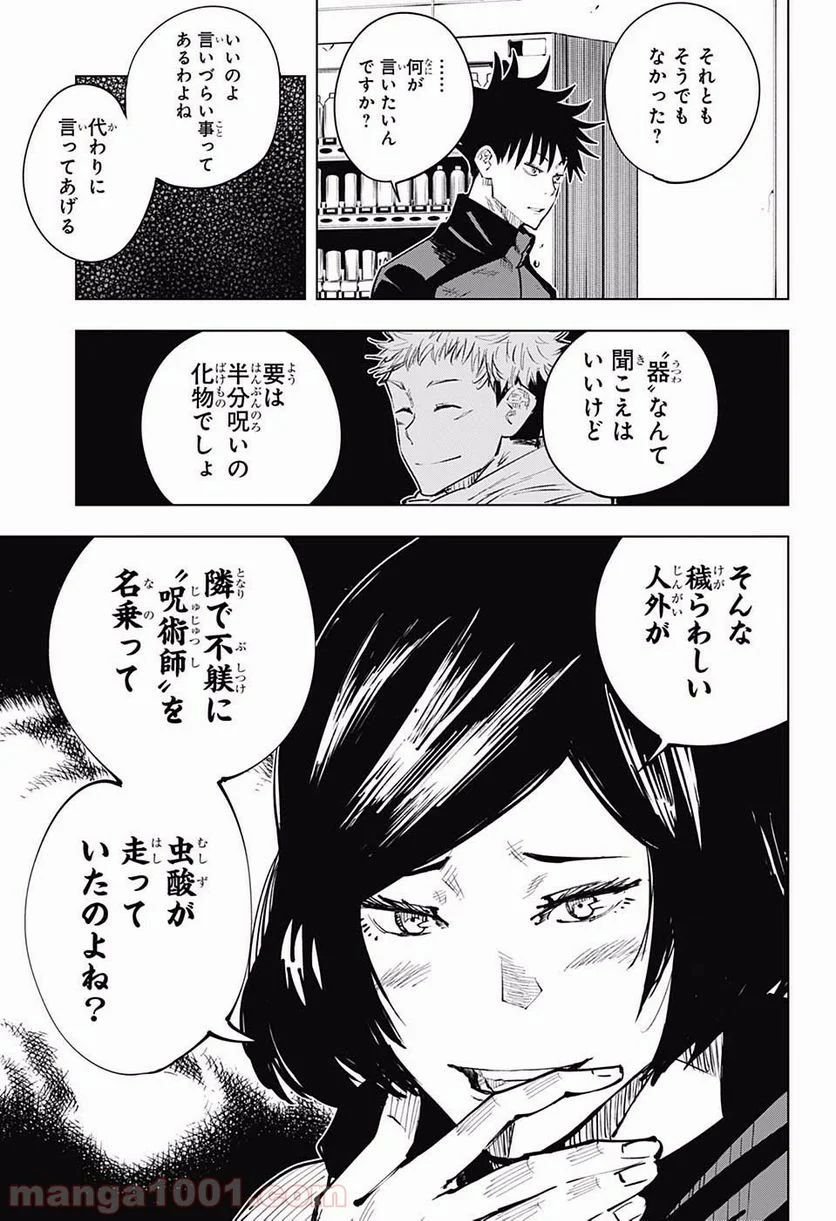 それとも
そうでも
なかった?
……
何が
言いたいん
ですか?
いいのよ
言いづらい事って
あるわよね
代わりに
言ってあげる
〝器〟なんて
聞こえは
いいけど
要は
半分呪いの
化物でしょ
そんな
穢らわしい
人外が
隣で不躾に
〝呪術師〟を
名乗って
虫酸が
走って
いたのよね?
manga1001.com